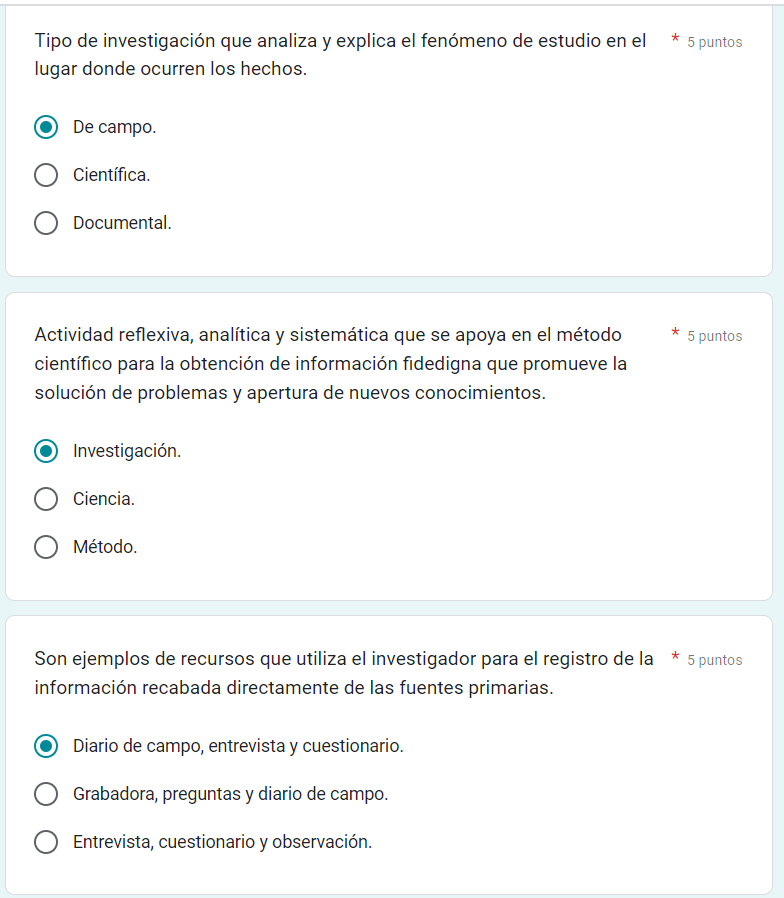 Tipo de investigación que analiza y explica el fenómeno de estudio en el * 5 puntos
lugar donde ocurren los hechos.
De campo.
Científica.
Documental.
Actividad reflexiva, analítica y sistemática que se apoya en el método * 5 puntos
científico para la obtención de información fidedigna que promueve la
solución de problemas y apertura de nuevos conocimientos.
Investigación.
Ciencia.
Método.
Son ejemplos de recursos que utiliza el investigador para el registro de la * 5 puntos
información recabada directamente de las fuentes primarias.
Diario de campo, entrevista y cuestionario.
Grabadora, preguntas y diario de campo.
Entrevista, cuestionario y observación.